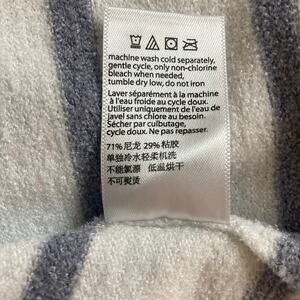 machine wash cold separately,
gentle cycle, only non-chlorine
bleach when needed,
tumble dry low, do not iron
Laver séparément à la machine
à l'eau froide au cycle doux.
Utiliser uniquement de l'eau de
javel sans chlore au besoin.
Sécher par culbutage,
cycle doux. Ne pas repasser.
71% 尼龙 29% 粘胶
单独冷水轻柔机洗
不能氯漂 低温烘干
不可熨烫